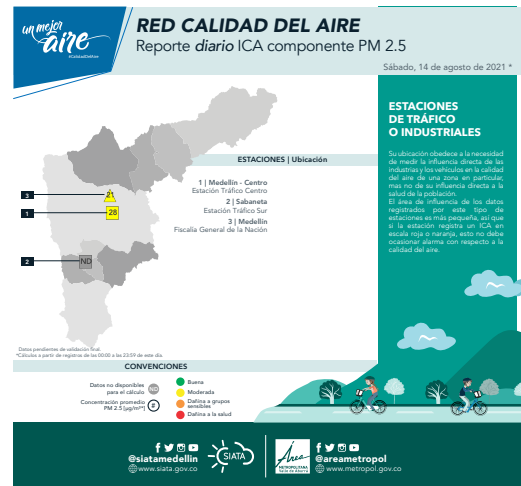 un mejor
aire
#CalidadDelAire
RED CALIDAD DEL AIRE
Reporte diario ICA componente PM 2.5
Sábado, 14 de agosto de 2021 *
ESTACIONES | Ubicación
1 | Medellín - Centro
Estación Tráfico Centro
2 | Sabaneta
Estación Tráfico Sur
3 | Medellín
Fiscalía General de la Nación
3
21
1
28
2
ND
ESTACIONES
DE TRÁFICO
O INDUSTRIALES
Su ubicación obedece a la necesidad
de medir la influencia directa de las
industrias y los vehículos en la calidad
del aire de una zona en particular,
mas no de su influencia directa a la
salud de la población.
El área de influencia de los datos
registrados por este tipo de
estaciones es más pequeña, así que
si la estación registra un ICA en
escala roja o naranja, esto no debe
ocasionar alarma con respecto a la
calidad del aire.
Datos pendientes de validación final.
*Cálculos a partir de registros de las 00:00 a las 23:59 de este día.
CONVENCIONES
Datos no disponibles
para el cálculo
ND
Concentración promedio
PM 2.5 [µg/m³*]
#
Buena
Moderada
Dañina a grupos
sensibles
Dañina a la salud
@siatamedellin
www.siata.gov.co
SIATA
Área
METROPOLITANA
Valle de Aburrá
@areametropol
www.metropol.gov.co